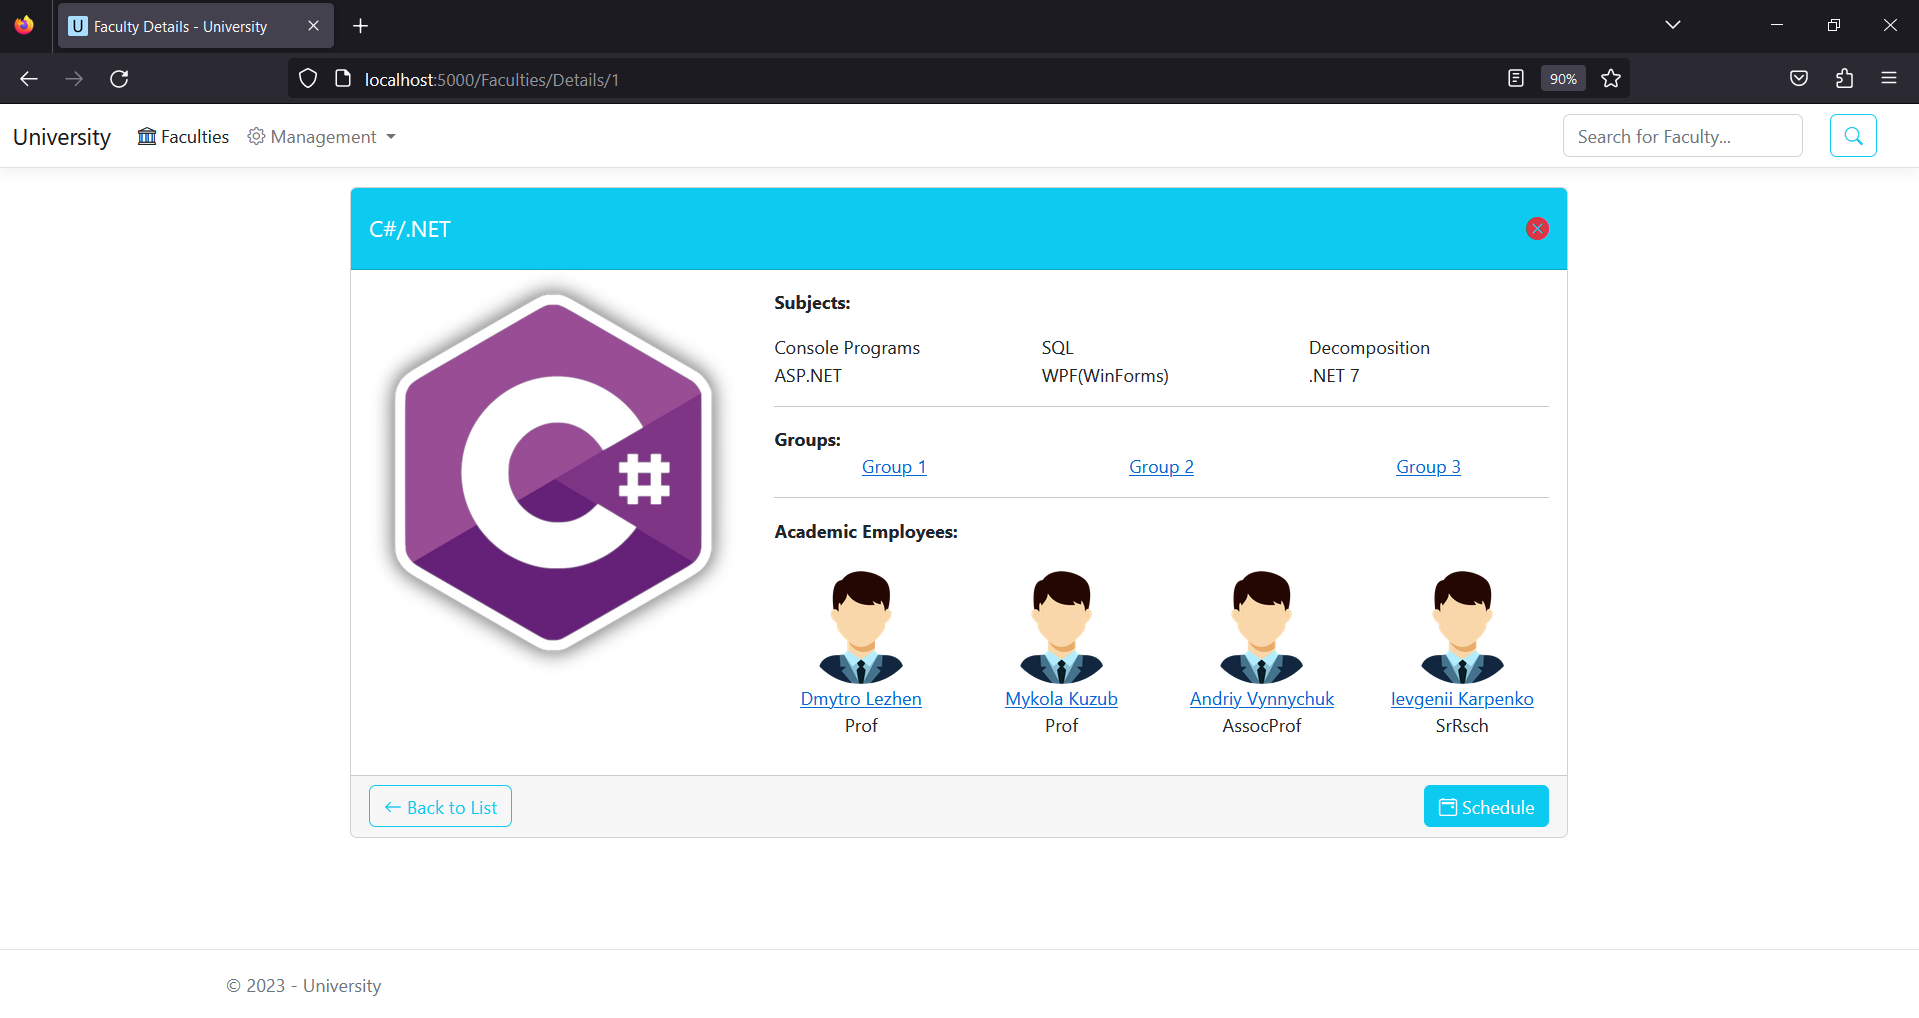 U Faculty Details - University
localhost:5000/Faculties/Details/1
90%
University Faculties Management Search for Faculty...
C#/.NET
C#
Subjects:
Console Programs SQL Decomposition
ASP.NET WPF(WinForms) .NET 7
Groups:
Group 1 Group 2 Group 3
Academic Employees:
Dmytro Lezhen Mykola Kuzub Andriy Vynnychuk Ievgenii Karpenko
Prof Prof AssocProf SrRsch
Back to List Schedule
© 2023 - University